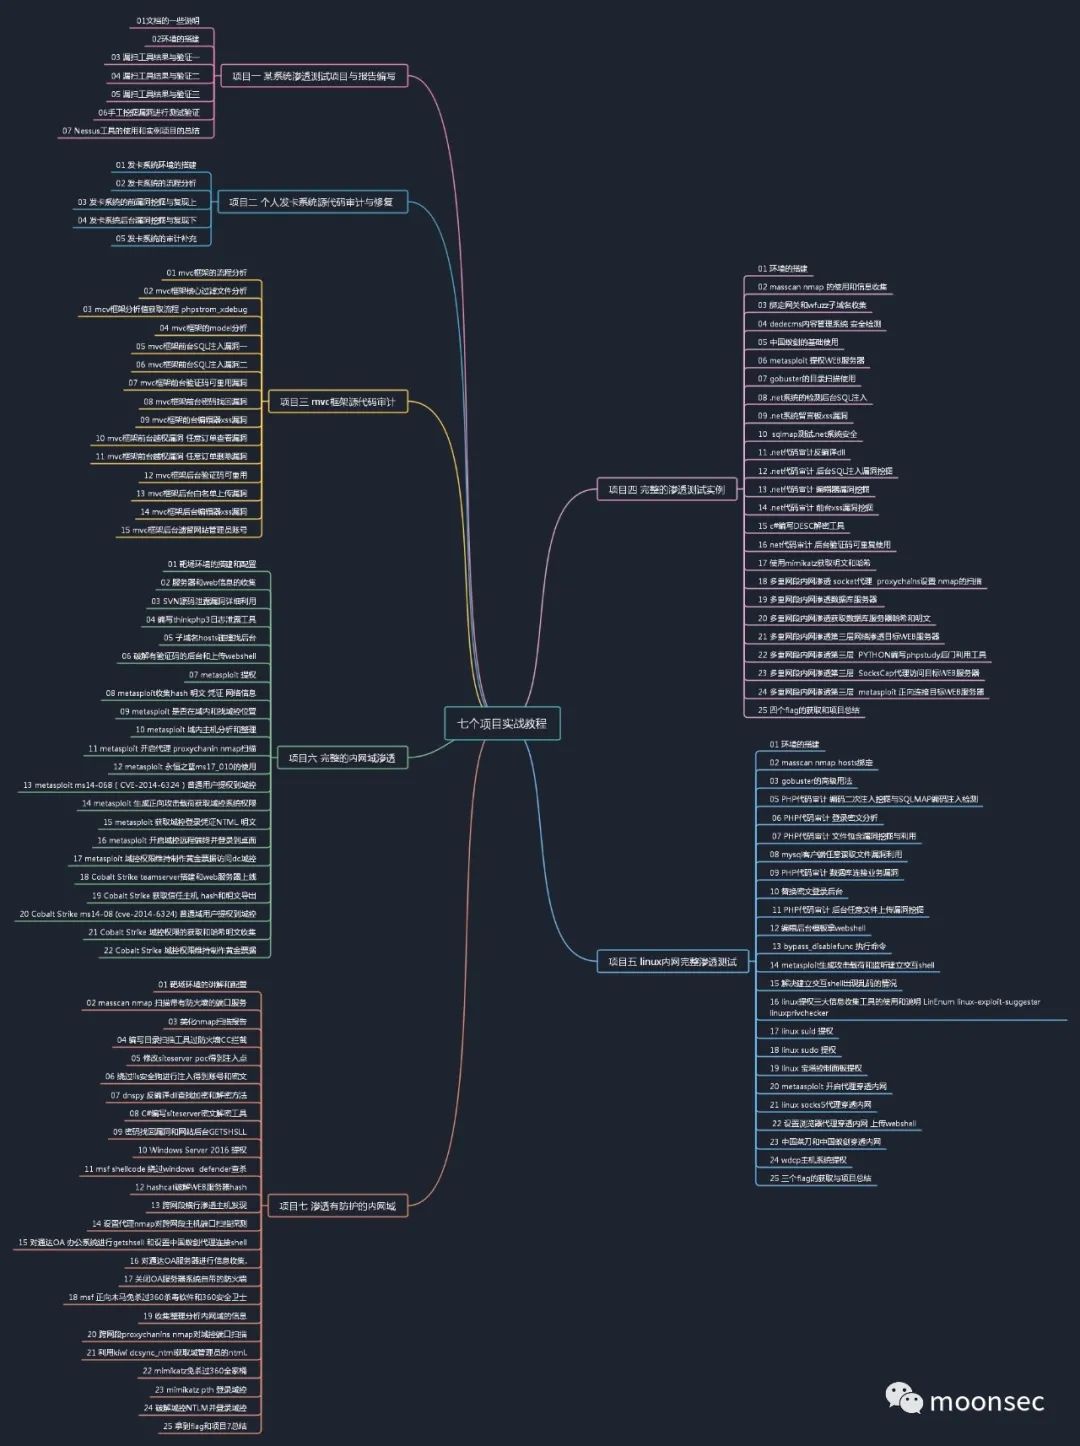 七个项目实战教程
项目一 某系统渗透测试项目与报告编写
01文档的一些说明
02环境的搭建
03 漏扫工具结果与验证一
04 漏扫工具结果与验证二
05 漏扫工具结果与验证三
06手工挖掘漏洞进行测试验证
07 Nessus工具的使用和实例项目的总结
项目二 个人发卡系统源代码审计与修复
01 发卡系统环境的搭建
02 发卡系统的流程分析
03 发卡系统的前漏洞挖掘与复现上
04 发卡系统后台漏洞挖掘与复现下
05 发卡系统的审计补充
项目三 mvc框架源代码审计
01 mvc框架的流程分析
02 mvc框架核心过滤文件分析
03 mcv框架分析值获取流程 phpstrom_xdebug
04 mvc框架的model分析
05 mvc框架前台SQL注入漏洞一
06 mvc框架前台SQL注入漏洞二
07 mvc框架前台验证码可重用漏洞
08 mvc框架前台密码找回漏洞
09 mvc框架前台编辑器xss漏洞
10 mvc框架前台越权漏洞 任意订单查看漏洞
11 mvc框架前台越权漏洞 任意订单删除漏洞
12 mvc框架后台验证码可重用
13 mvc框架后台白名单上传漏洞
14 mvc框架后台编辑器xss漏洞
15 mvc框架后台遗留网站管理员账号
项目四 完整的渗透测试实例
01 环境的搭建
02 masscan nmap 的使用和信息收集
03 绑定网关和wfuzz子域名收集
04 dedecms内容管理系统 安全检测
05 中国蚁剑的基础使用
06 metasploit 提权WEB服务器
07 gobuster的目录扫描使用
08 .net系统的检测后台SQL注入
09 .net系统留言板xss漏洞
10 sqlmap测试.net系统安全
11 .net代码审计反编译dll
12 .net代码审计 后台SQL注入漏洞挖掘
13 .net代码审计 编辑器漏洞挖掘
14 .net代码审计 前台xss漏洞挖掘
15 c#编写DESC解密工具
16 net代码审计 后台验证码可重复使用
17 使用mimikatz获取明文和哈希
18 多重网段内网渗透 socket代理 proxychains设置 nmap的扫描
19 多重网段内网渗透数据库服务器
20 多重网段内网渗透获取数据库服务器哈希和明文
21 多重网段内网渗透第三层网络渗透目标WEB服务器
22 多重网段内网渗透第三层 PYTHON编写phpstudy后门利用工具
23 多重网段内网渗透第三层 SocksCap代理访问目标WEB服务器
24 多重网段内网渗透第三层 metasploit 正向连接目标WEB服务器
25 四个flag的获取和项目总结
项目五 linux内网完整渗透测试
01 环境的搭建
02 masscan nmap hosts绑定
03 gobuster的高级用法
05 PHP代码审计 编码二次注入挖掘与SQLMAP编码注入检测
06 PHP代码审计 登录密文分析
07 PHP代码审计 文件包含漏洞挖掘与利用
08 mysql客户端任意读取文件漏洞利用
09 PHP代码审计 数据库连接业务漏洞
10 替换密文登录后台
11 PHP代码审计 后台任意文件上传漏洞挖掘
12 编辑后台模板拿webshell
13 bypass_disablefunc 执行命令
14 metasploit生成攻击载荷和监听建立交互shell
15 解决建立交互shell出现乱码的情况
16 linux提权三大信息收集工具的使用和说明 LinEnum linux-exploit-suggester
linuxprivchecker
17 linux suid 提权
18 linux sudo 提权
19 linux 宝塔控制面板提权
20 metaasploit 开启代理穿透内网
21 linux socks5代理穿透内网
22 设置浏览器代理穿透内网 上传webshell
23 中国菜刀和中国蚁剑穿透内网
24 wdcp主机系统提权
25 三个flag的获取与项目总结
项目六 完整的内网域渗透
01 靶场环境的搭建和配置
02 服务器和web信息的收集
03 SVN源码泄露漏洞详细利用
04 编写thinkphp3日志泄露工具
05 子域名hosts碰撞找后台
06 破解有验证码的后台和上传webshell
07 metasploit 提权
08 metasploit收集hash 明文 凭证 网络信息
09 metasploit 是否在域内和找域控位置
10 metasploit 域内主机分析和整理
11 metasploit 开启代理 proxychanin nmap扫描
12 metasploit 永恒之蓝ms17_010的使用
13 metasploit ms14-068（CVE-2014-6324）普通用户提权到域控
14 metasploit 生成正向攻击载荷获取域控系统权限
15 metasploit 获取域控登录凭证NTML 明文
16 metasploit 开启域控远程终端并登录到桌面
17 metasploit 域控权限维持制作黄金票据访问dc域控
18 Cobalt Strike teamserver搭建和web服务器上线
19 Cobalt Strike 获取信任主机 hash和明文导出
20 Cobalt Strike ms14-08 (cve-2014-6324) 普通域用户提权到域控
21 Cobalt Strike 域控权限的获取和哈希明文收集
22 Cobalt Strike 域控权限维持制作黄金票据
项目七 渗透有防护的内网域
01 靶场环境的讲解和配置
02 masscan nmap 扫描带有防火墙的端口服务
03 美化nmap扫描报告
04 编写目录扫描工具过防火墙CC拦截
05 修改siteserver poc得到注入点
06 绕过iis安全狗进行注入得到账号和密文
07 dnspy 反编译dll查找加密和解密方法
08 C#编写siteserver密文解密工具
09 密码找回漏洞和网站后台GETSHSLL
10 Windows Server 2016 提权
11 msf shellcode 绕过windows defender查杀
12 hashcat破解WEB服务器hash
13 跨网段横行渗透主机发现
14 设置代理nmap对跨网段主机端口扫描探测
15 对通达OA 办公系统进行getshsell 和设置中国蚁剑代理连接shell
16 对通达OA服务器进行信息收集.
17 关闭OA服务器系统自带的防火墙
18 msf 正向木马免杀过360杀毒软件和360安全卫士
19 收集整理分析内网域的信息
20 跨网段proxychanins nmap对域控端口扫描
21 利用kiwi dcsync_ntml获取域管理员的ntml
22 mimikatz免杀过360全家桶
23 mimikatz pth 登录域控
24 破解域控NTLM并登录域控
25 拿到flag和项目7总结
moonsec